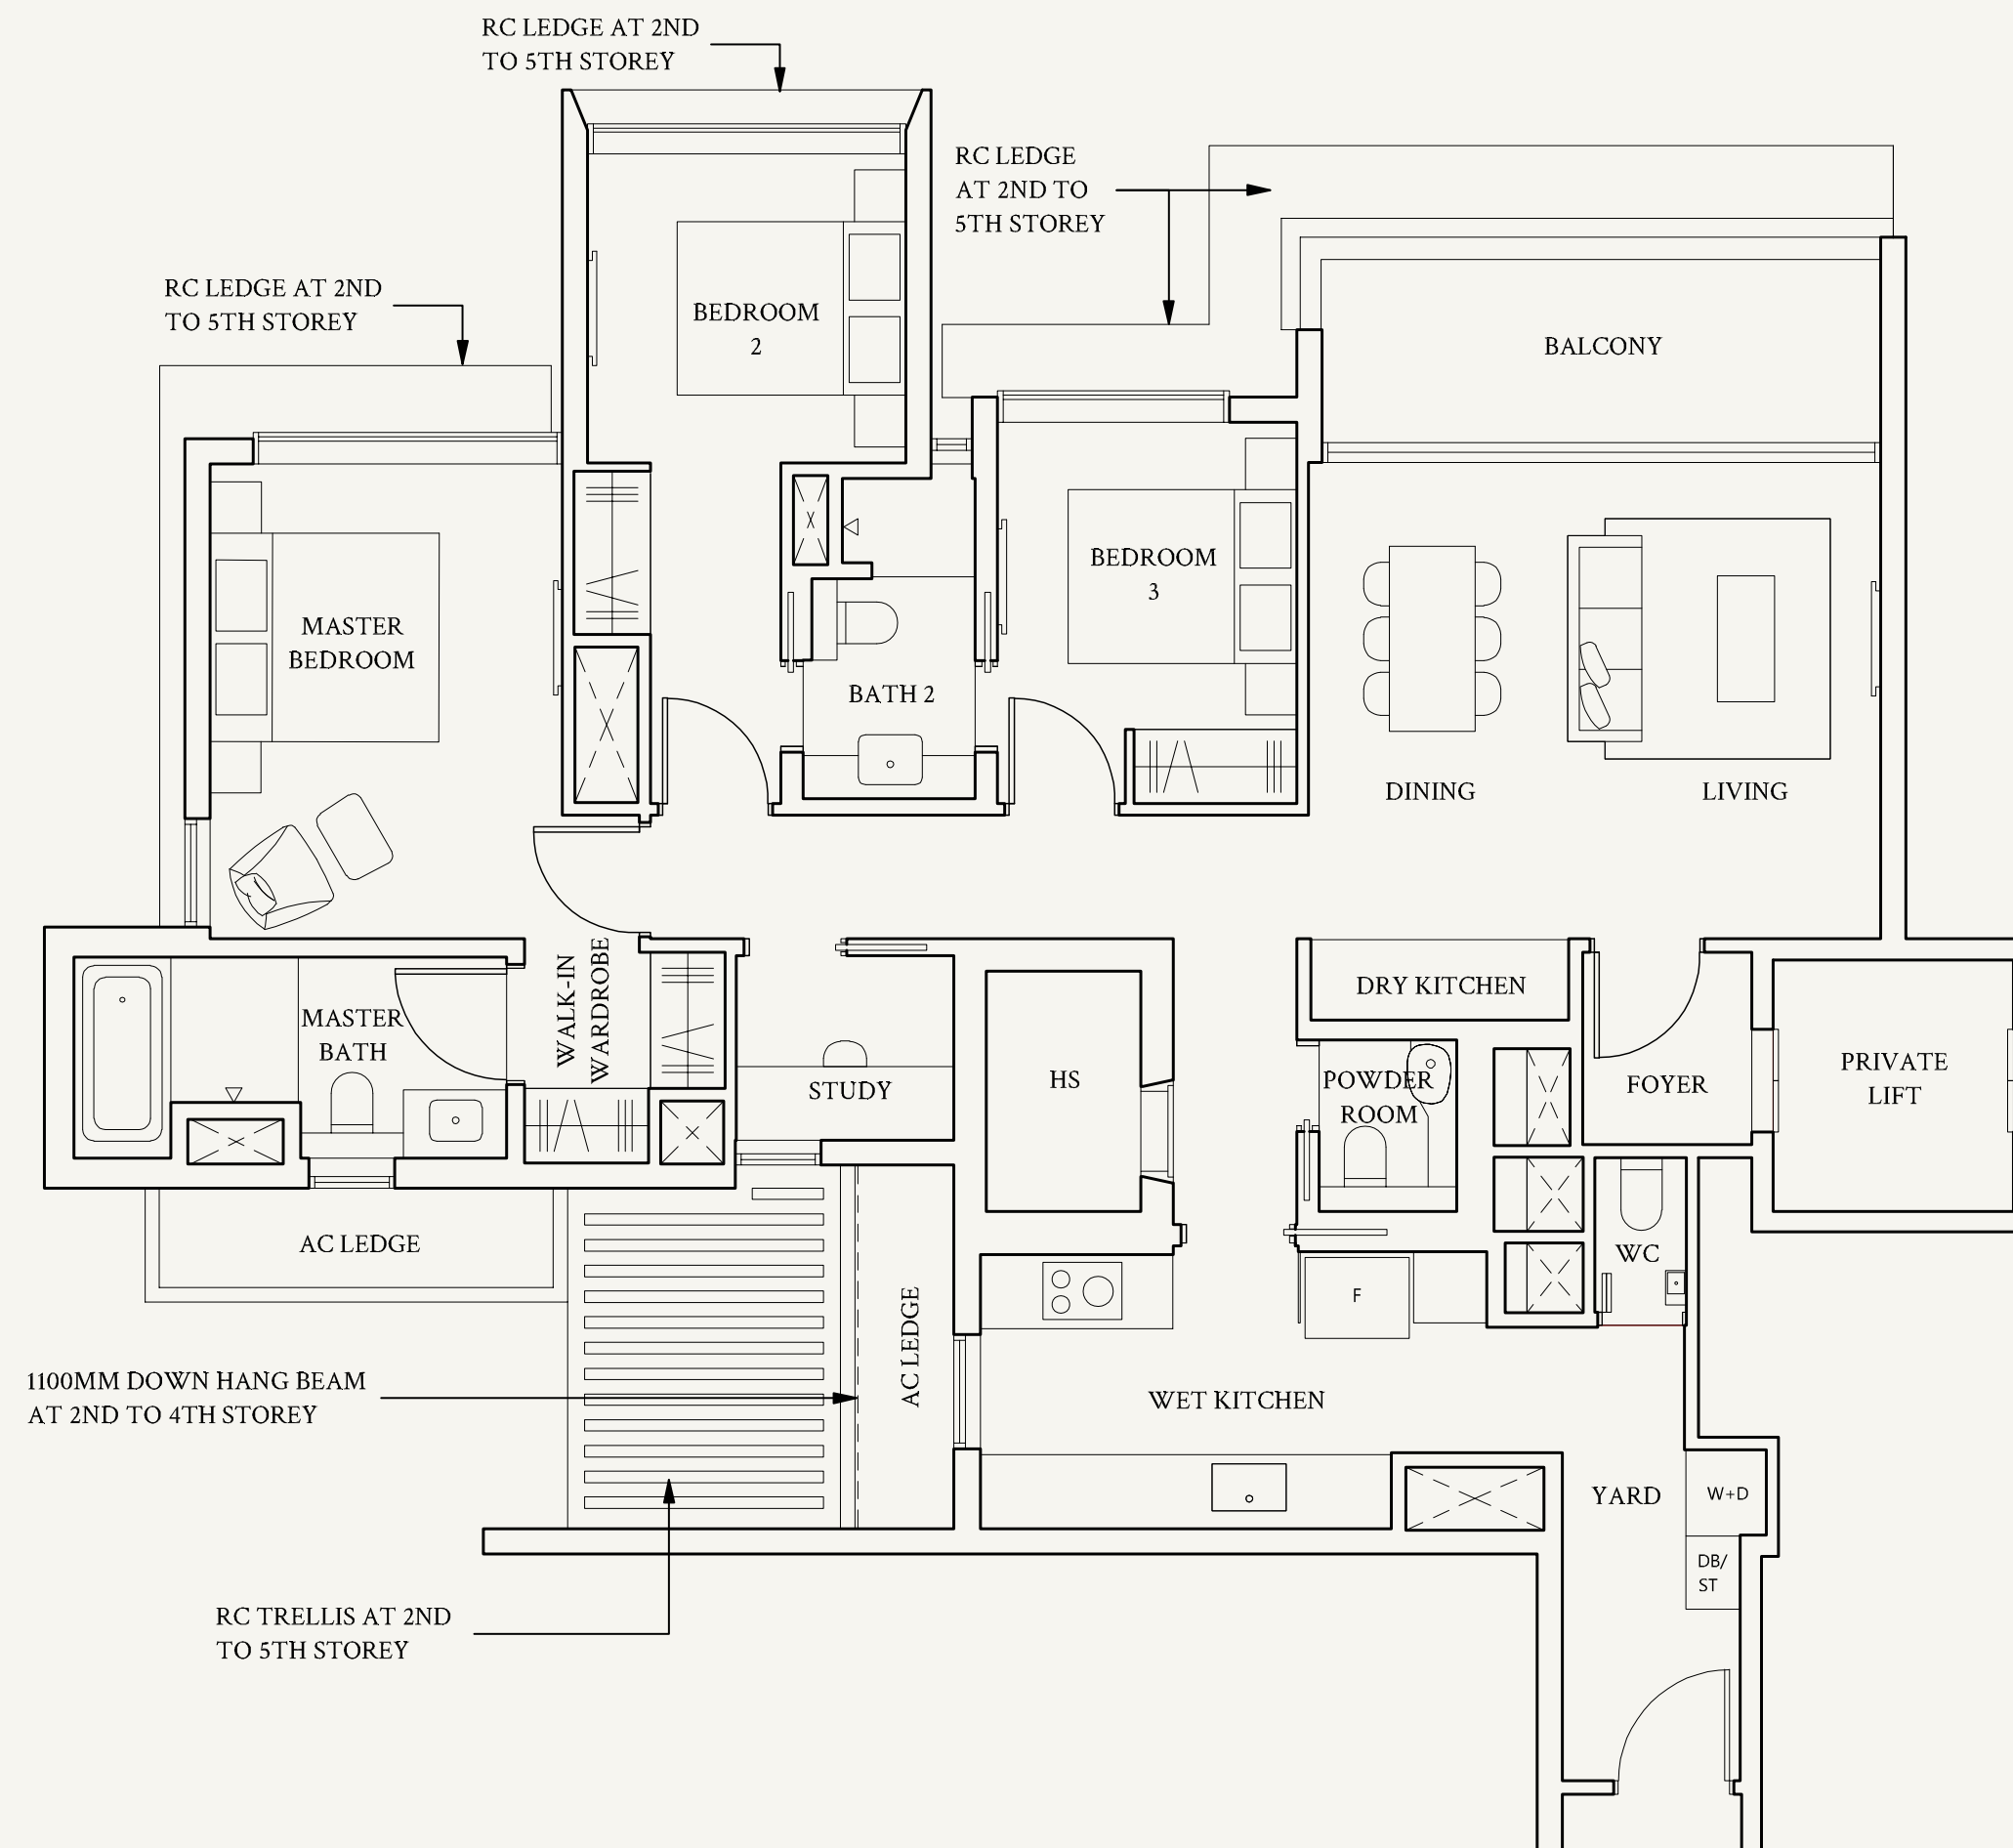 RC LEDGE AT 2ND
TO 5TH STOREY
RC LEDGE
AT 2ND TO
5TH STOREY
RC LEDGE AT 2ND
TO 5TH STOREY
BEDROOM
2
BALCONY
BEDROOM
3
MASTER
BEDROOM
BATH 2
DINING
LIVING
WALK-IN
WARDROBE
DRY KITCHEN
MASTER
BATH
STUDY
HS
POWDER
ROOM
FOYER
PRIVATE
LIFT
AC LEDGE
WC
F
AC LEDGE
1100MM DOWN HANG BEAM
AT 2ND TO 4TH STOREY
WET KITCHEN
YARD
W+D
DB/
ST
RC TRELLIS AT 2ND
TO 5TH STOREY